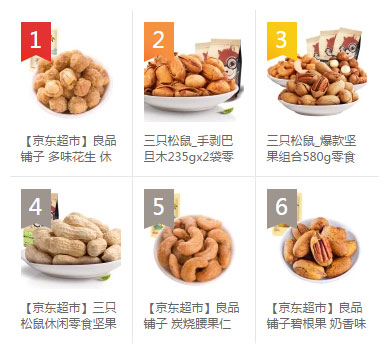 1
【京东超市】良品
铺子 多味花生 休
2
三只松鼠_手剥巴
旦木235gx2袋零
3
三只松鼠_爆款坚
果组合580g零食
4
【京东超市】三只
松鼠休闲零食坚果
5
【京东超市】良品
铺子 炭烧腰果仁
6
【京东超市】良品
铺子碧根果 奶香味